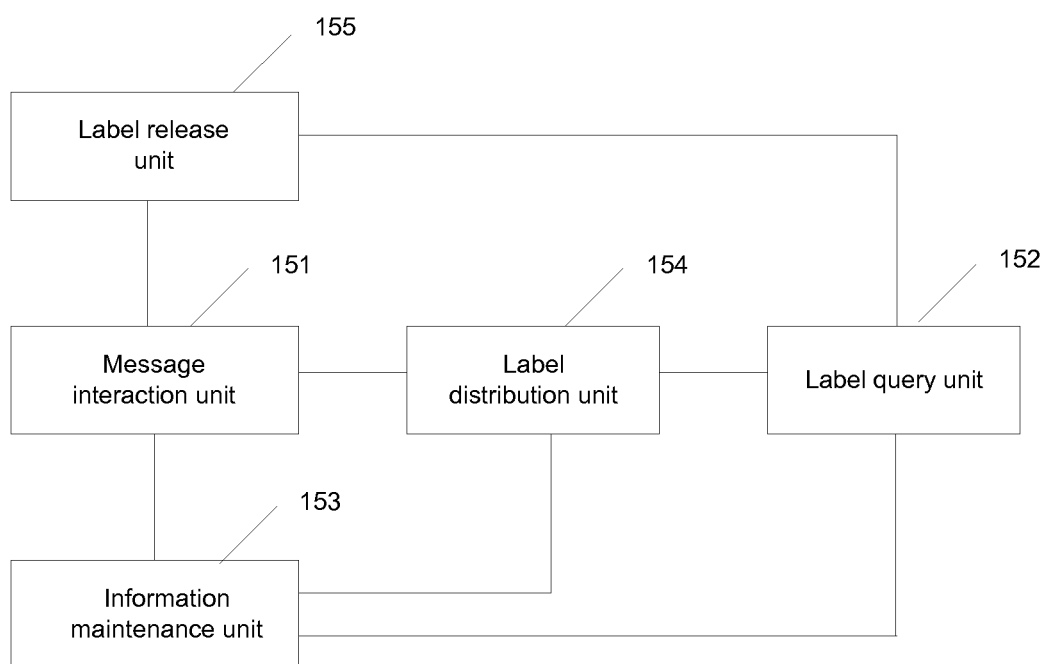 155
Label release
unit
151
154
152
Message
interaction unit
Label
distribution unit
Label query unit
153
Information
maintenance unit